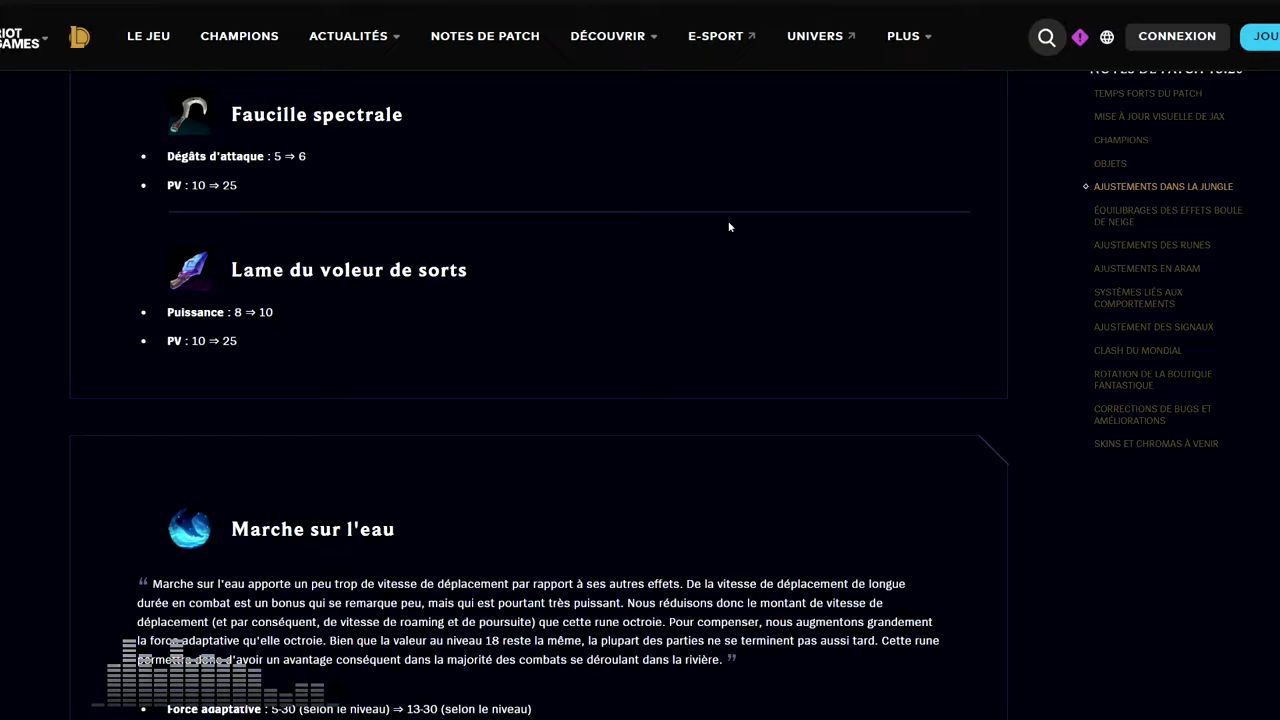 RIOT GAMES
LE JEU
CHAMPIONS
ACTUALITÉS
NOTES DE PATCH
DÉCOUVRIR
E-SPORT
UNIVERS
PLUS
CONNEXION
JOU
Faucille spectrale
Dégâts d'attaque : 5 ⇒ 6
PV : 10 ⇒ 25
Lame du voleur de sorts
Puissance : 8 ⇒ 10
PV : 10 ⇒ 25
Marche sur l'eau
Marche sur l'eau apporte un peu trop de vitesse de déplacement par rapport à ses autres effets. De la vitesse de déplacement de longue
durée en combat est un bonus qui se remarque peu, mais qui est pourtant très puissant. Nous réduisons donc le montant de vitesse de
déplacement (et par conséquent, de vitesse de roaming et de poursuite) que cette rune octroie. Pour compenser, nous augmentons grandement
la force adaptative qu'elle octroie. Bien que la valeur au niveau 18 reste la même, la plupart des parties ne se terminent pas aussi tard. Cette rune
permettra donc d'avoir un avantage conséquent dans la majorité des combats se déroulant dans la rivière.
Force adaptative : 5-30 (selon le niveau) ⇒ 13-30 (selon le niveau)
NOTES DE PATCH
TEMPS FORTS DU PATCH
MISE À JOUR VISUELLE DE JAX
CHAMPIONS
OBJETS
AJUSTEMENTS DANS LA JUNGLE
ÉQUILIBRAGES DES EFFETS BOULE
DE NEIGE
AJUSTEMENTS DES RUNES
AJUSTEMENTS EN ARAM
SYSTÈMES LIÉS AUX
COMPORTEMENTS
AJUSTEMENT DES SIGNAUX
CLASH DU MONDIAL
ROTATION DE LA BOUTIQUE
FANTASTIQUE
CORRECTIONS DE BUGS ET
AMÉLIORATIONS
SKINS ET CHROMAS À VENIR